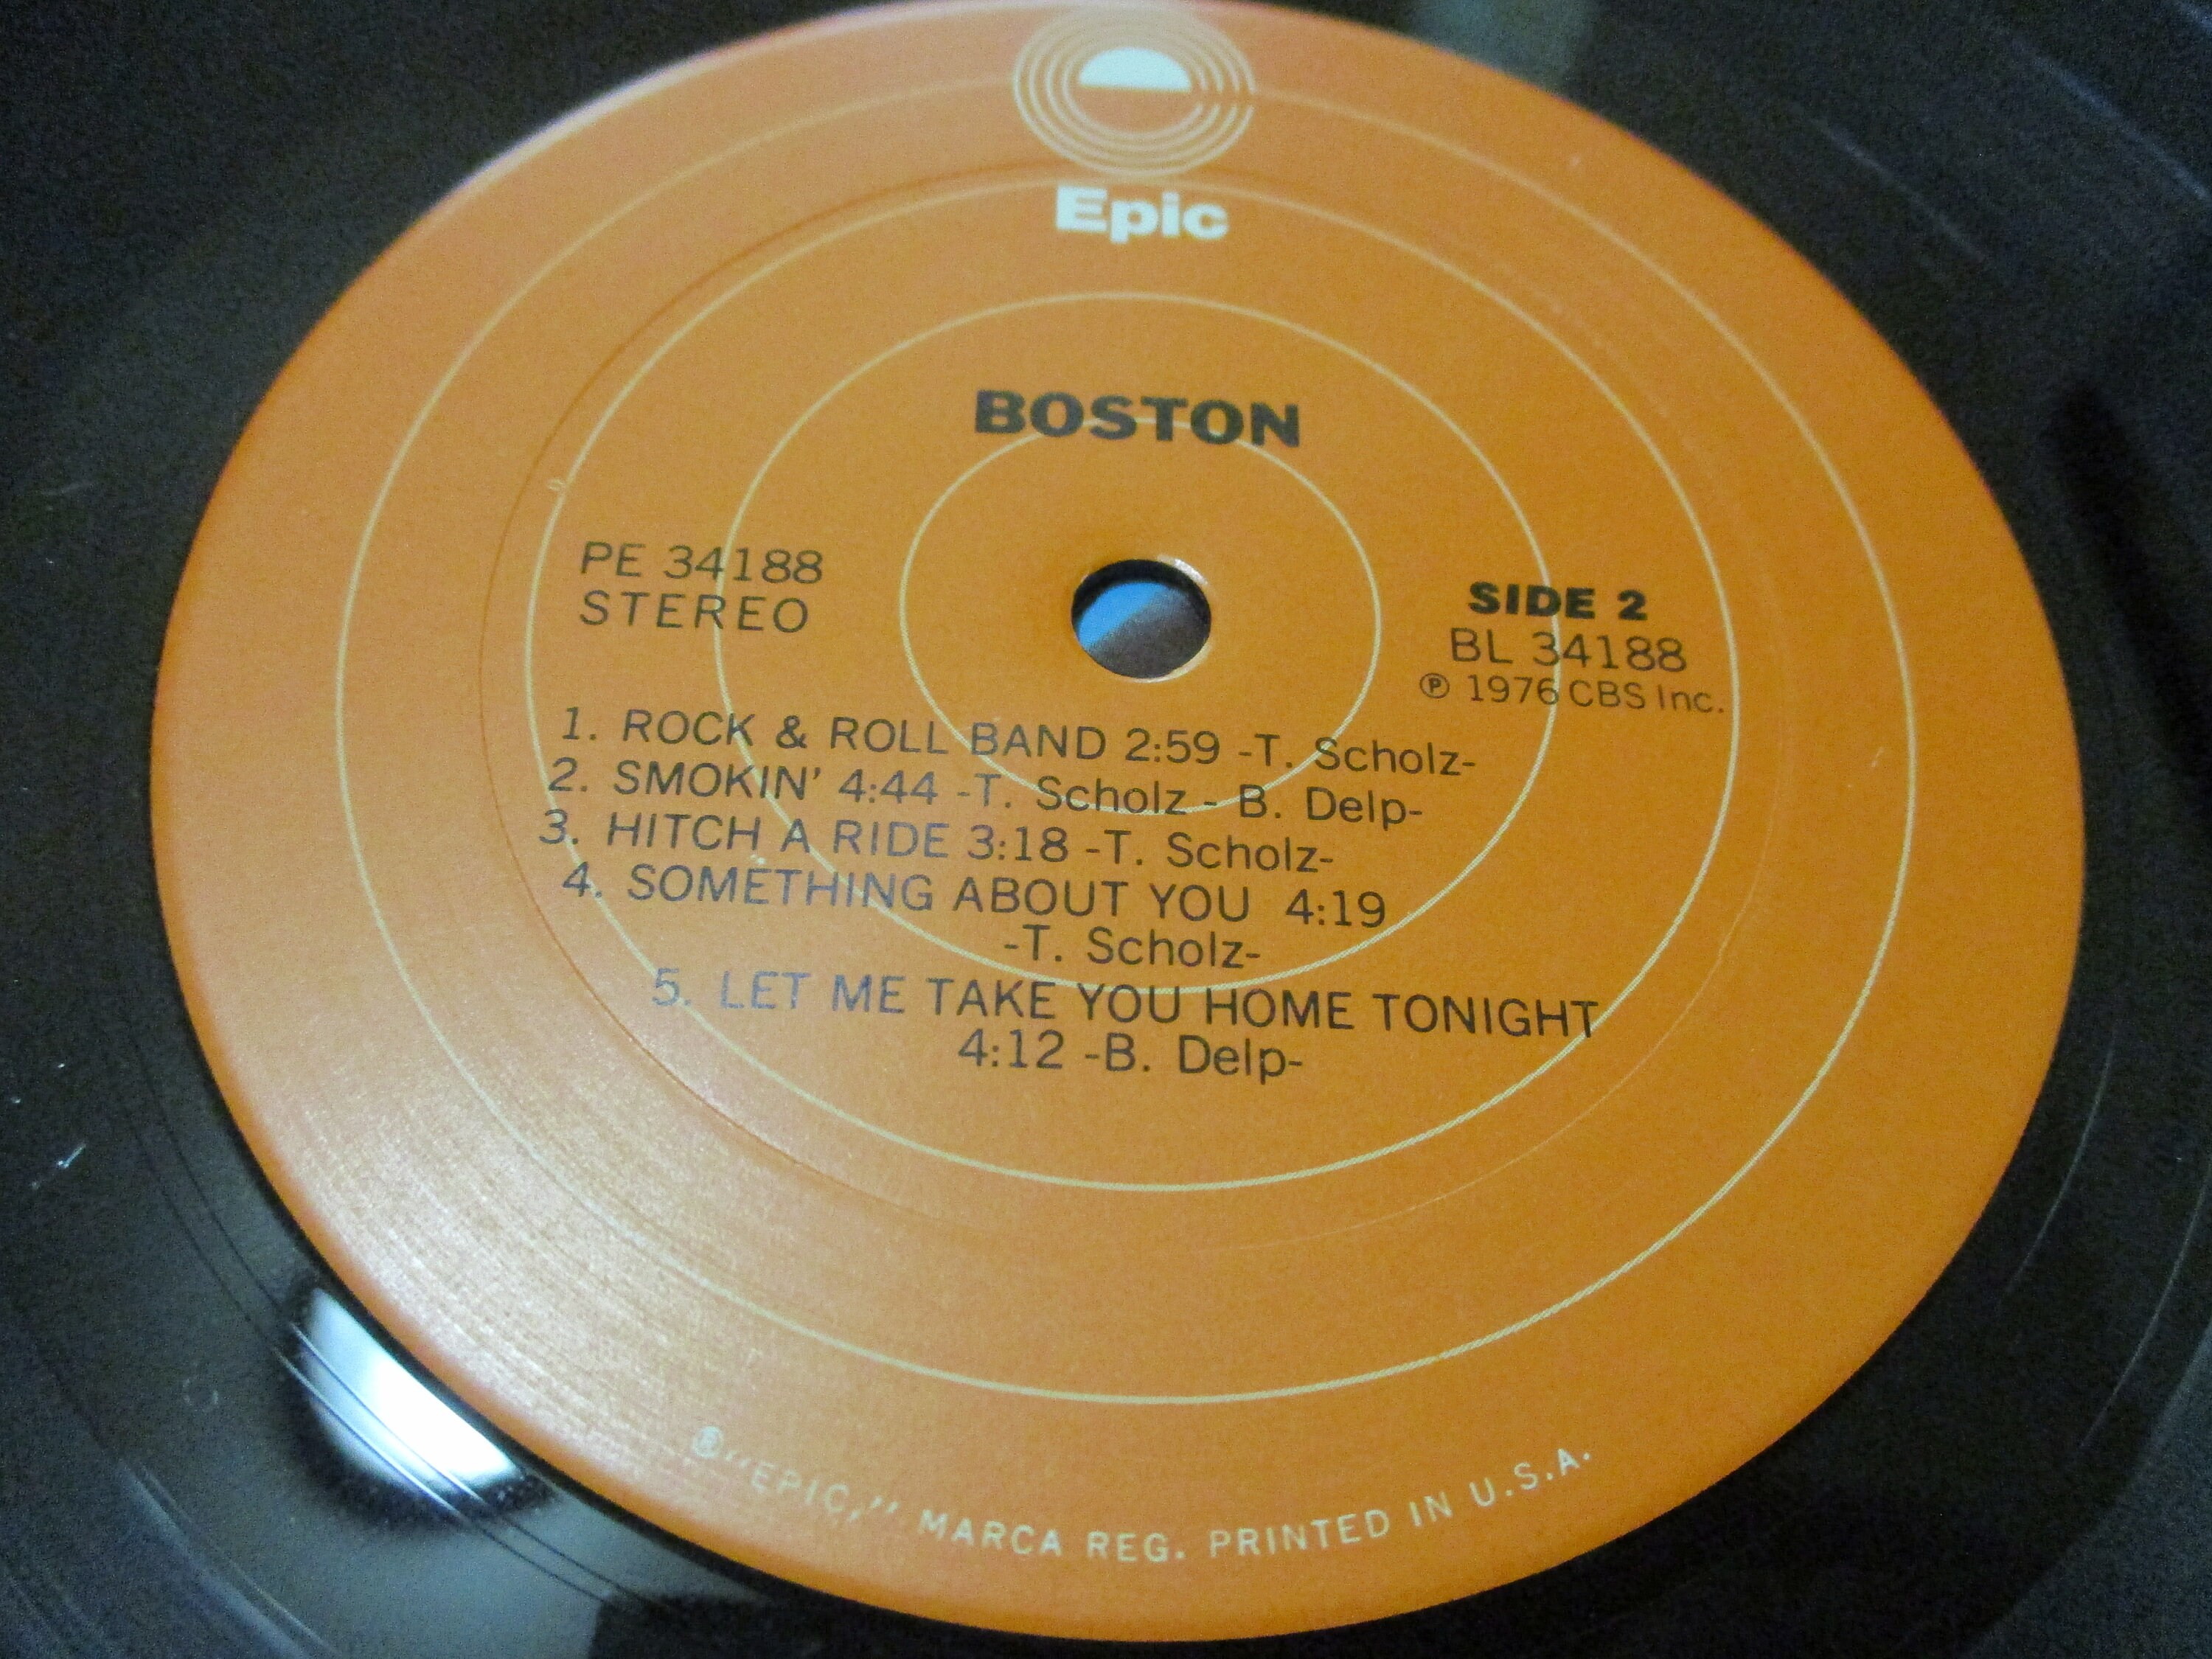 Epic
BOSTON
PE 34188
STEREO
SIDE 2
BL 34188
℗ 1976 CBS Inc.
1. ROCK & ROLL BAND 2:59 -T. Scholz-
2. SMOKIN' 4:44 -T. Scholz - B. Delp-
3. HITCH A RIDE 3:18 -T. Scholz-
4. SOMETHING ABOUT YOU 4:19
-T. Scholz-
5. LET ME TAKE YOU HOME TONIGHT
4:12 -B. Delp-
® "EPIC," MARCA REG. PRINTED IN U.S.A.